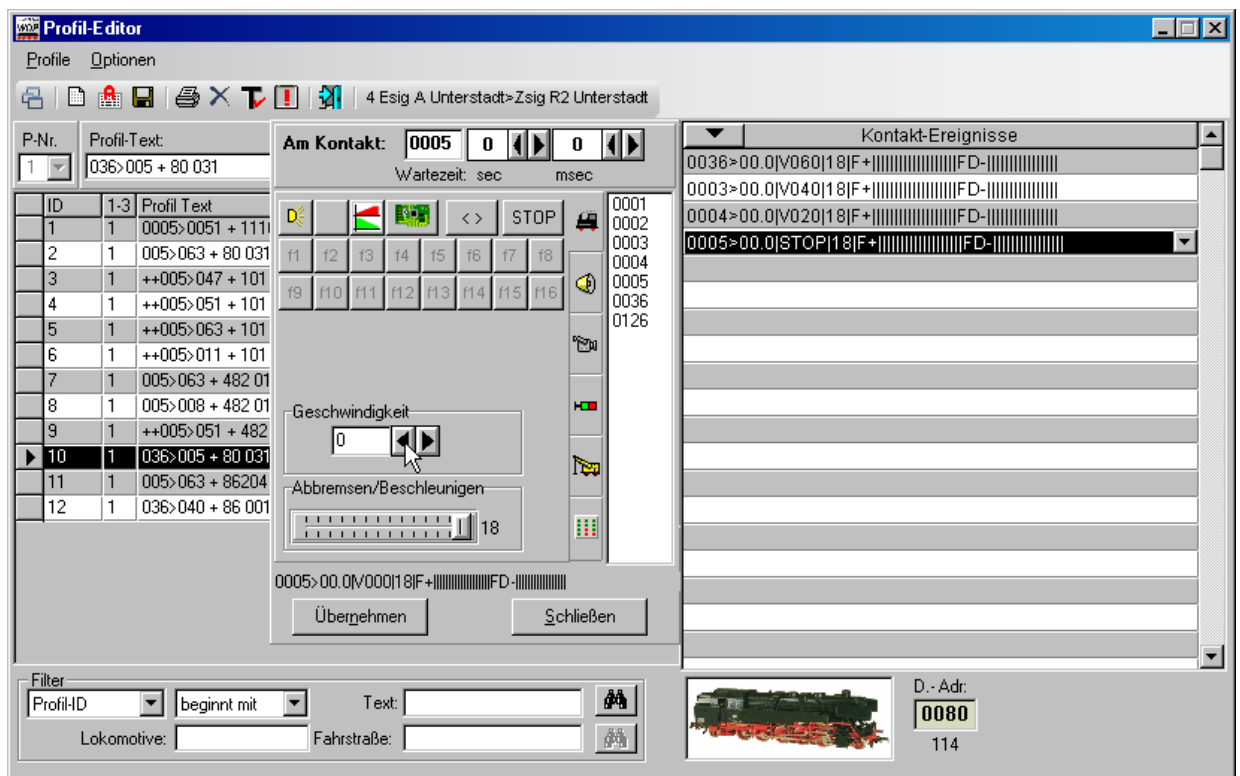 WDP Profil-Editor
Profile Optionen
4 Esig A Unterstadt>Zsig R2 Unterstadt
P-Nr. Profil-Text:
1 036>005 + 80 031
ID 1-3 Profil Text
1 1 0005>0051 + 111
2 1 005>063 + 80 031
3 1 ++005>047 + 101
4 1 ++005>051 + 101
5 1 ++005>063 + 101
6 1 ++005>011 + 101
7 1 005>063 + 482 01
8 1 005>008 + 482 01
9 1 ++005>051 + 482
10 1 036>005 + 80 031
11 1 005>063 + 86204
12 1 036>040 + 86 001
Am Kontakt: 0005 0 0
Wartezeit: sec msec
< > STOP
f1 f2 f3 f4 f5 f6 f7 f8
f9 f10 f11 f12 f13 f14 f15 f16
0001
0002
0003
0004
0005
0036
0126
Geschwindigkeit
0
Abbremsen/Beschleunigen
18
0005>00.0|V000|18|F+||||||||||||||||||FD-||||||||||||||||
Übernehmen Schließen
Kontakt-Ereignisse
0036>00.0|V060|18|F+||||||||||||||||||FD-||||||||||||||||
0003>00.0|V040|18|F+||||||||||||||||||FD-||||||||||||||||
0004>00.0|V020|18|F+||||||||||||||||||FD-||||||||||||||||
0005>00.0|STOP|18|F+||||||||||||||||||FD-||||||||||||||||
Filter
Profil-ID beginnt mit Text:
Lokomotive: Fahrstraße:
D.- Adr:
0080
114